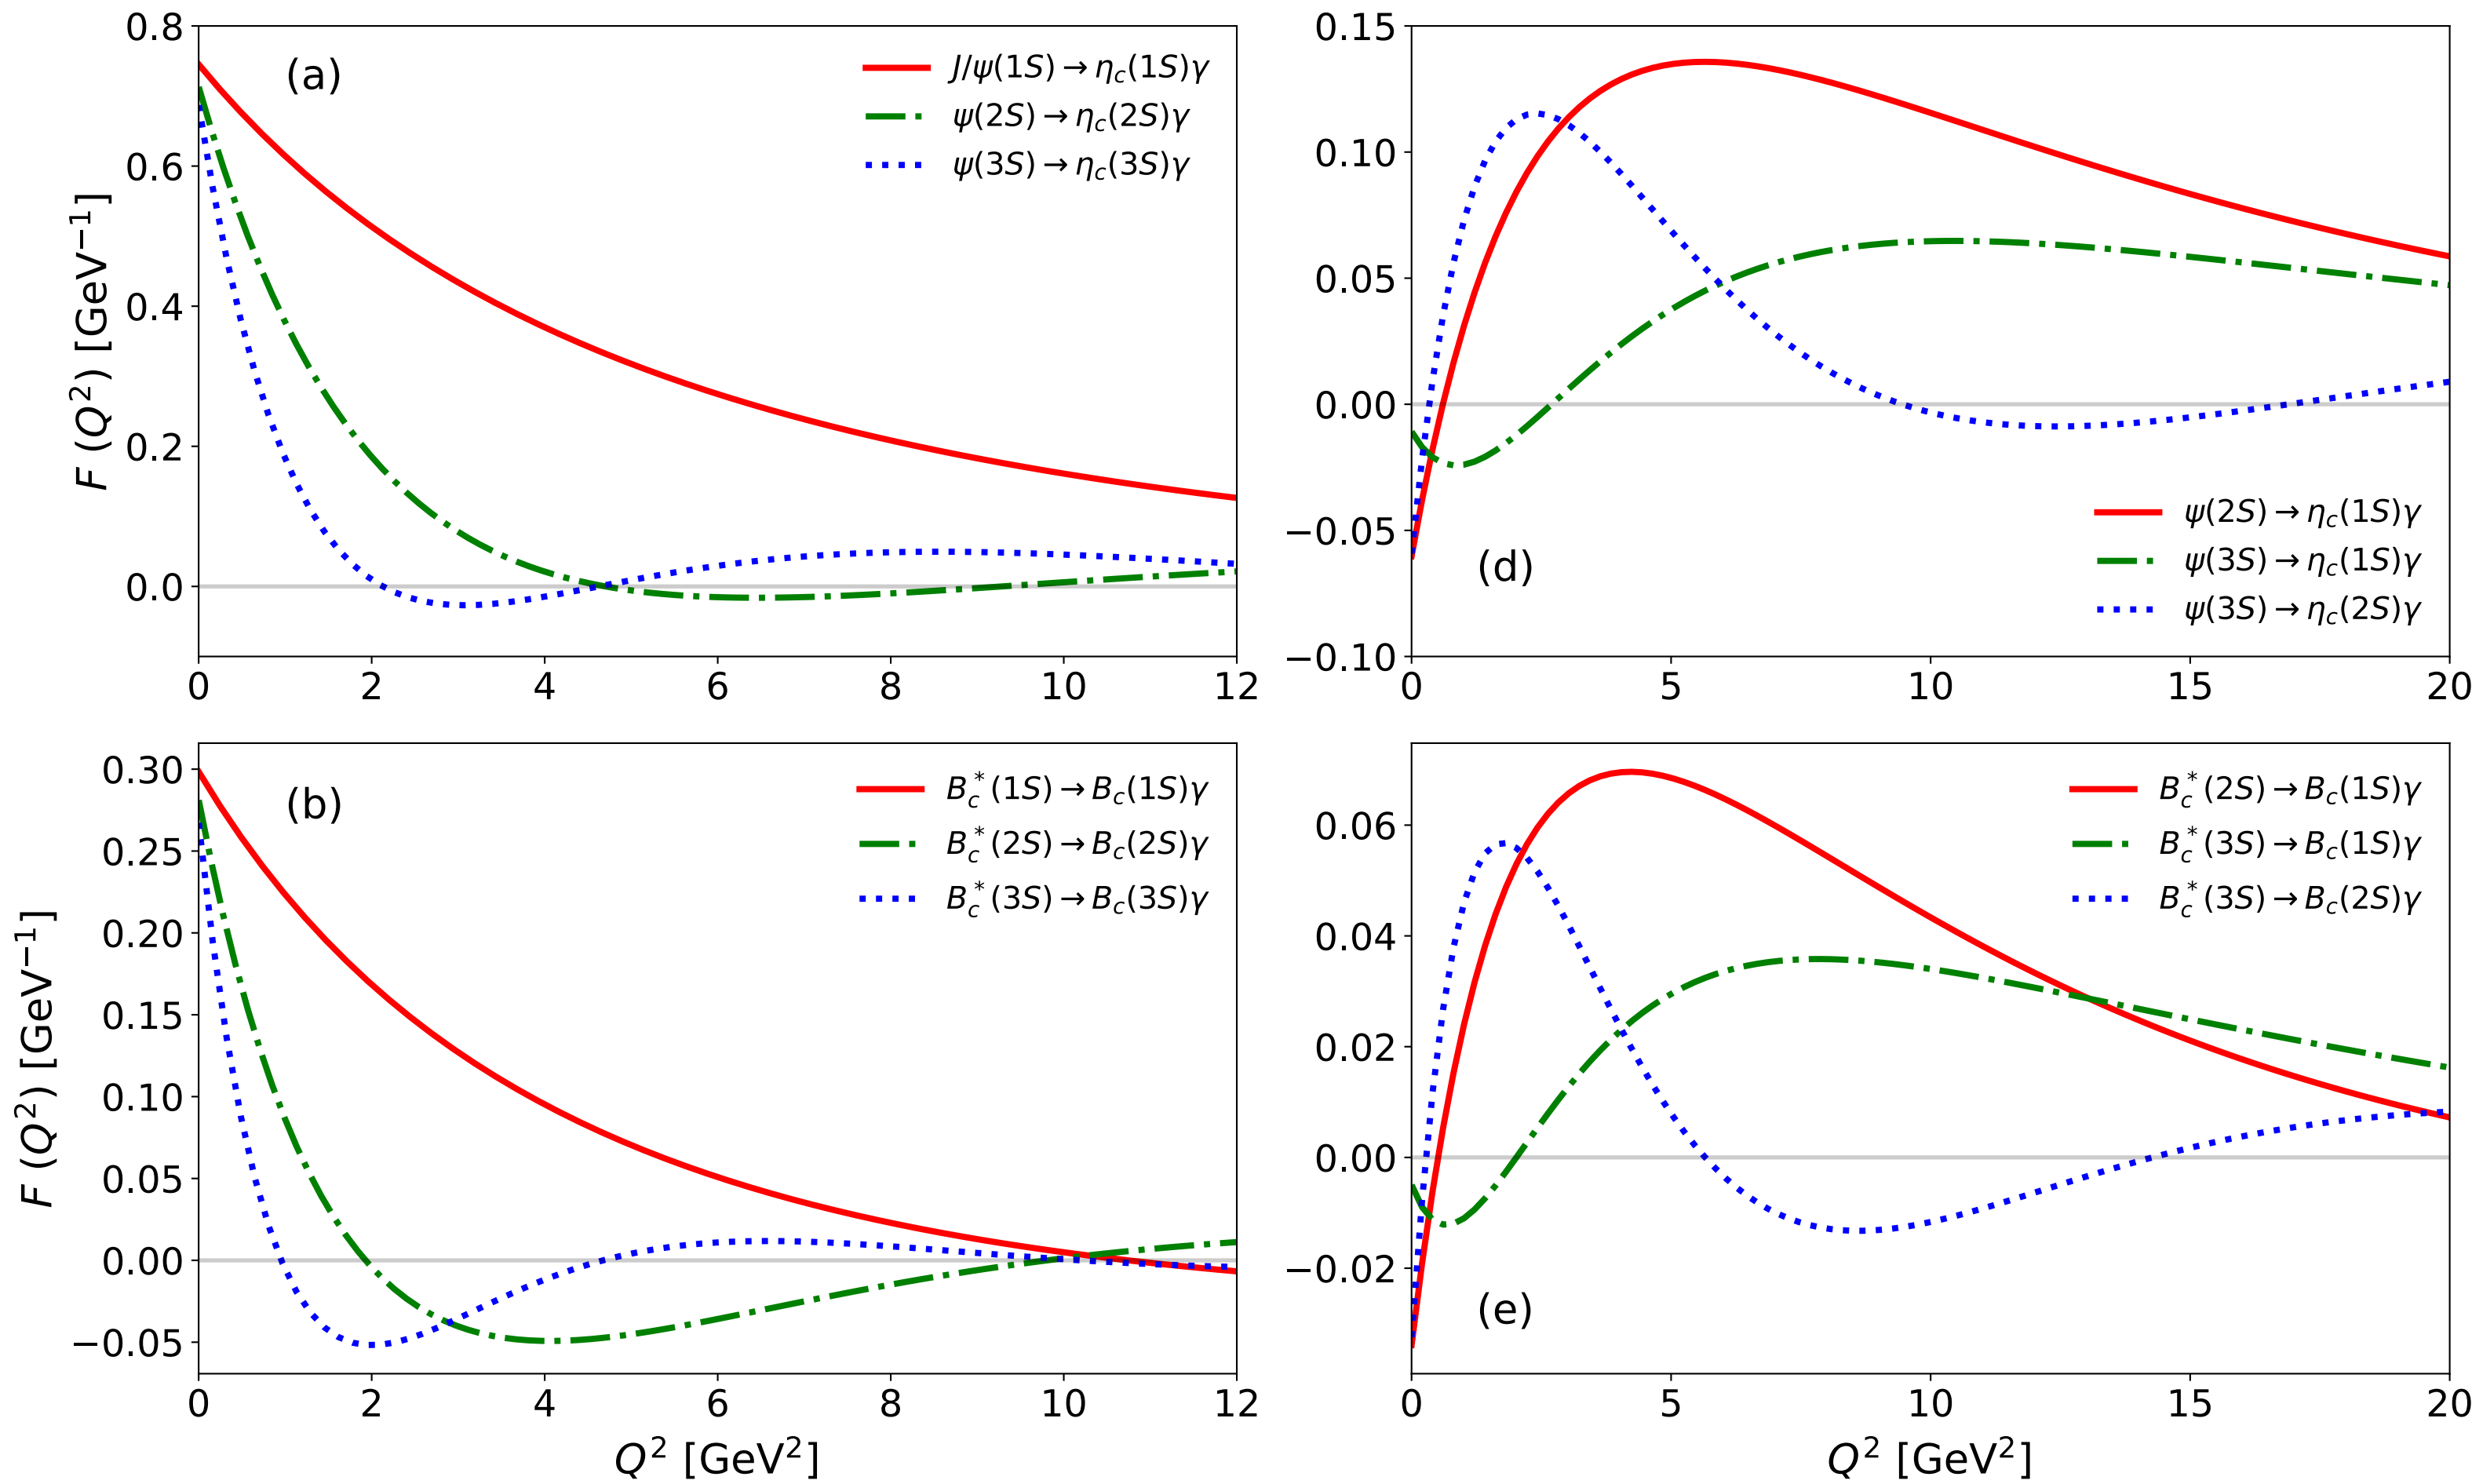 (a)
J/ψ(1S)→η_c(1S)γ
ψ(2S)→η_c(2S)γ
ψ(3S)→η_c(3S)γ
F (Q²) [GeV⁻¹]
0.8
0.6
0.4
0.2
0.0
0 2 4 6 8 10 12
(d)
0.15
0.10
0.05
0.00
−0.05
−0.10
ψ(2S)→η_c(1S)γ
ψ(3S)→η_c(1S)γ
ψ(3S)→η_c(2S)γ
0 5 10 15 20
(b)
B_c^*(1S)→B_c(1S)γ
B_c^*(2S)→B_c(2S)γ
B_c^*(3S)→B_c(3S)γ
F (Q²) [GeV⁻¹]
0.30
0.25
0.20
0.15
0.10
0.05
0.00
−0.05
0 2 4 6 8 10 12
Q² [GeV²]
B_c^*(2S)→B_c(1S)γ
B_c^*(3S)→B_c(1S)γ
B_c^*(3S)→B_c(2S)γ
0.06
0.04
0.02
0.00
−0.02
(e)
0 5 10 15 20
Q² [GeV²]